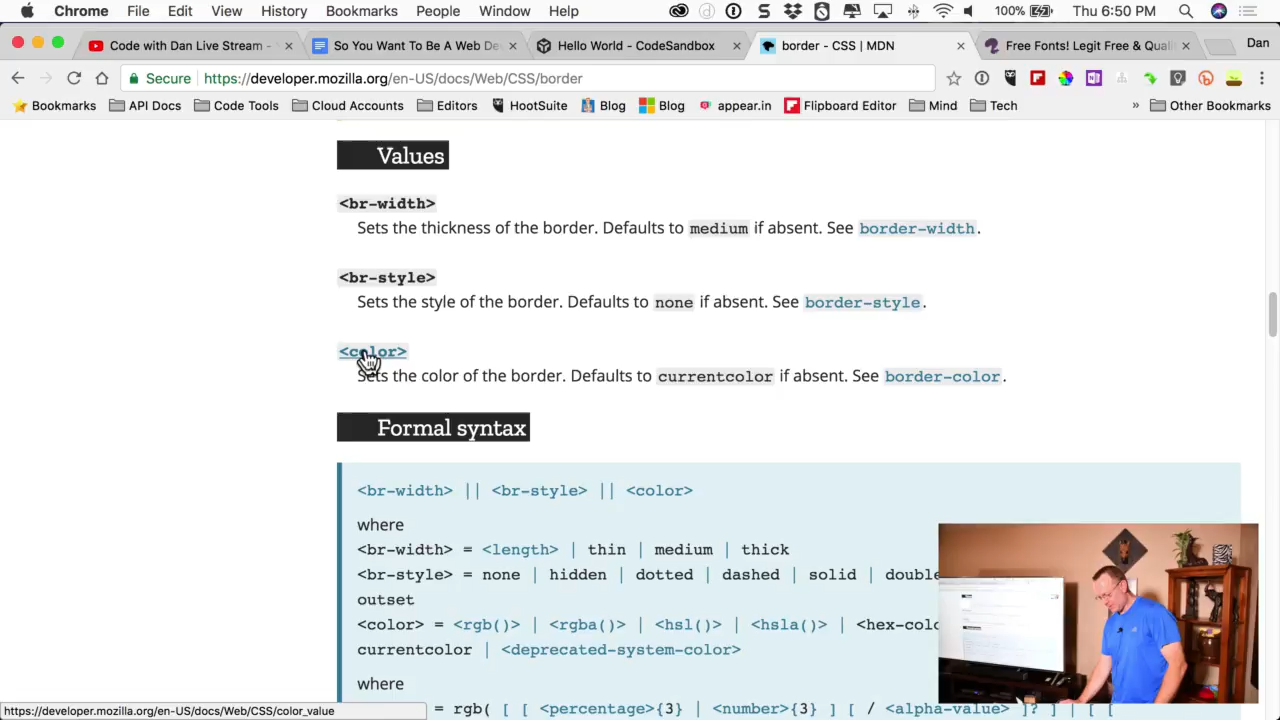 Chrome File Edit View History Bookmarks People Window Help 100% Thu 6:50 PM
Code with Dan Live Stream - × So You Want To Be A Web De × Hello World - CodeSandbox × border - CSS | MDN × Free Fonts! Legit Free & Quali × Dan
Secure https://developer.mozilla.org/en-US/docs/Web/CSS/border
Bookmarks API Docs Code Tools Cloud Accounts Editors HootSuite Blog Blog appear.in Flipboard Editor Mind Tech » Other Bookmarks
Values
<br-width>
Sets the thickness of the border. Defaults to medium if absent. See border-width.
<br-style>
Sets the style of the border. Defaults to none if absent. See border-style.
<color>
Sets the color of the border. Defaults to currentcolor if absent. See border-color.
Formal syntax
<br-width> || <br-style> || <color>
where
<br-width> = <length> | thin | medium | thick
<br-style> = none | hidden | dotted | dashed | solid | double
outset
<color> = <rgb()> | <rgba()> | <hsl()> | <hsla()> | <hex-colo
currentcolor | <deprecated-system-color>
where
= rgb( [ [ <percentage>{3} | <number>{3} ] [ / <alpha-value> ]? ] | [ [
https://developer.mozilla.org/en-US/docs/Web/CSS/color_value